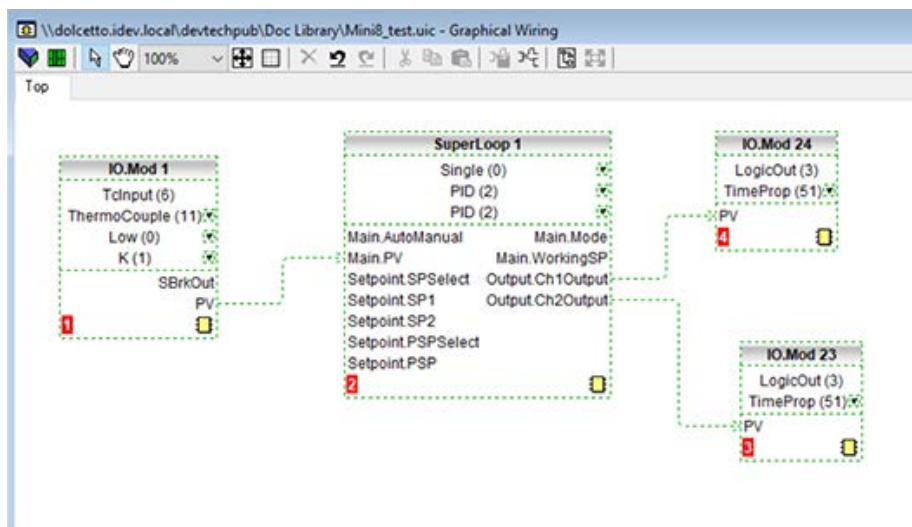 \\dolcetto.idev.local\devtechpub\Doc Library\Mini8_test.uic - Graphical Wiring
100%
Top
IO.Mod 1
TcInput (6)
ThermoCouple (11)
Low (0)
K (1)
SBrkOut
PV
1
SuperLoop 1
Single (0)
PID (2)
PID (2)
Main.AutoManual Main.Mode
Main.PV Main.WorkingSP
Setpoint.SPSelect Output.Ch1Output
Setpoint.SP1 Output.Ch2Output
Setpoint.SP2
Setpoint.PSPSelect
Setpoint.PSP
2
IO.Mod 24
LogicOut (3)
TimeProp (51)
PV
4
IO.Mod 23
LogicOut (3)
TimeProp (51)
PV
3